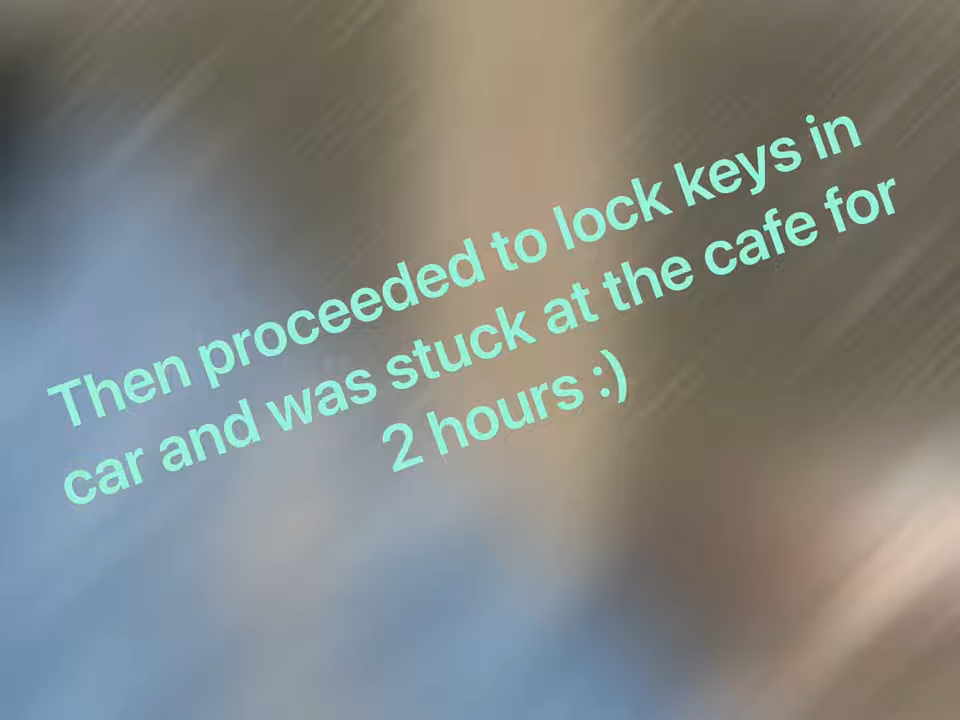 Then proceeded to lock keys in
car and was stuck at the cafe for
2 hours :)